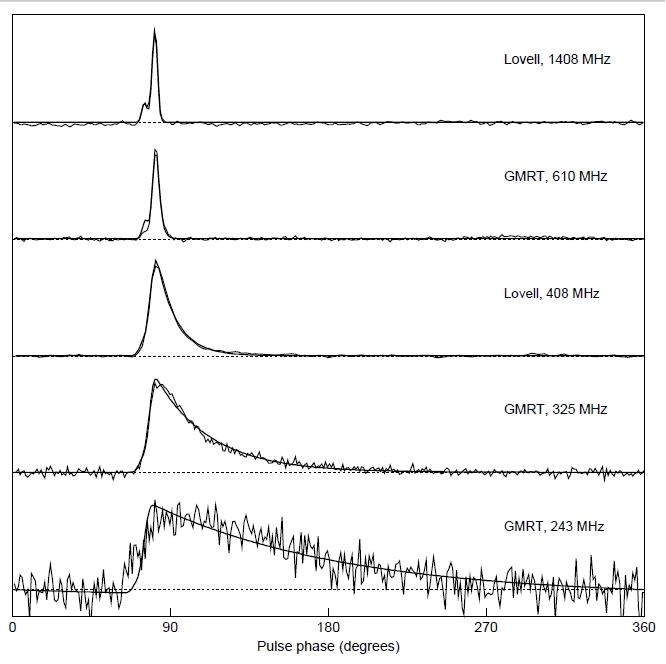 Lovell, 1408 MHz
GMRT, 610 MHz
Lovell, 408 MHz
GMRT, 325 MHz
GMRT, 243 MHz
0 90 180 270 360
Pulse phase (degrees)